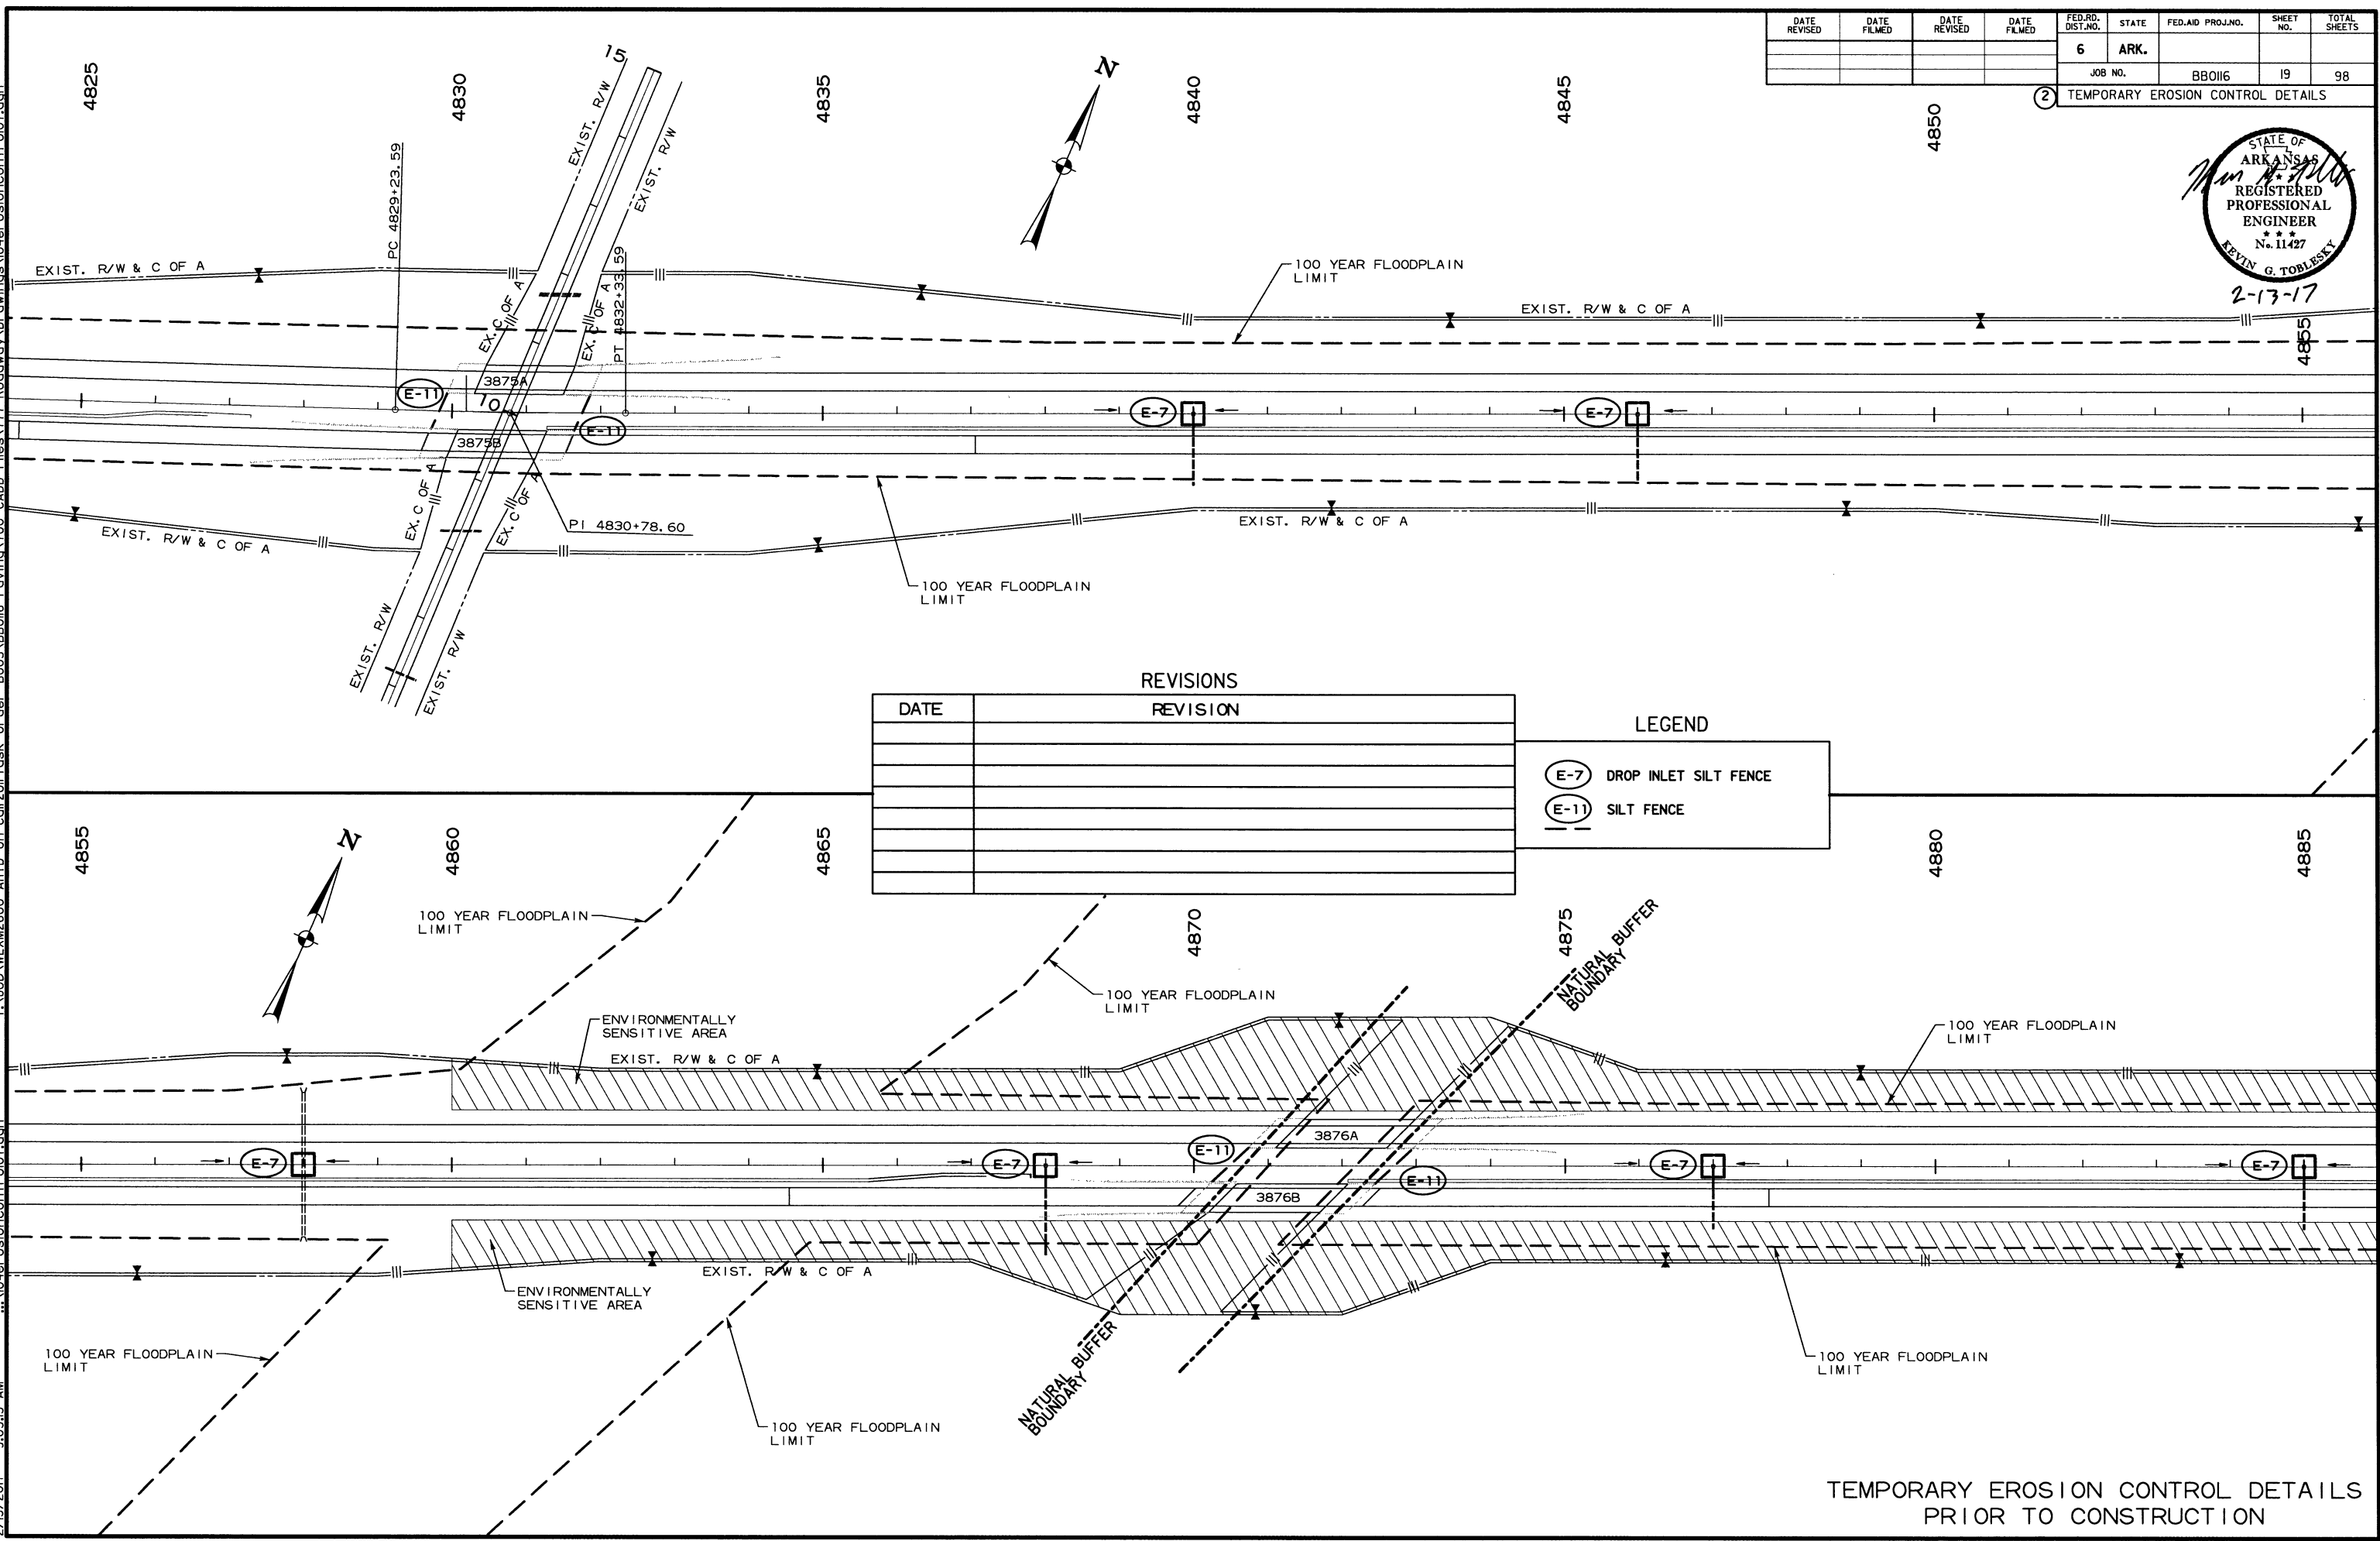 DATE REVISED
DATE FILMED
DATE REVISED
DATE FILMED
FED.RD. DIST.NO.
STATE
FED.AID PROJ.NO.
SHEET NO.
TOTAL SHEETS
6
ARK.
JOB NO.
BB0116
19
98
2
TEMPORARY EROSION CONTROL DETAILS
STATE OF
ARKANSAS
REGISTERED
PROFESSIONAL
ENGINEER
No. 11427
KEVIN G. TOBLESKY
2-13-17
4825
4830
4835
4840
4845
4850
4855
15
N
EXIST. R/W
EXIST. R/W
PC 4829+23.59
PT 4832+33.59
EXIST. R/W & C OF A
EX. C OF A
EX. C OF A
100 YEAR FLOODPLAIN
LIMIT
EXIST. R/W & C OF A
3875A
E-11
10
E-7
E-7
E-11
3875B
EX. C OF A
EX. C OF A
PI 4830+78.60
EXIST. R/W & C OF A
EXIST. R/W & C OF A
100 YEAR FLOODPLAIN
LIMIT
EXIST. R/W
EXIST. R/W
REVISIONS
DATE
REVISION
LEGEND
E-7 DROP INLET SILT FENCE
E-11 SILT FENCE
4855
4860
4865
4870
4875
4880
4885
N
100 YEAR FLOODPLAIN
LIMIT
100 YEAR FLOODPLAIN
LIMIT
NATURAL BUFFER
BOUNDARY
ENVIRONMENTALLY
SENSITIVE AREA
EXIST. R/W & C OF A
100 YEAR FLOODPLAIN
LIMIT
3876A
E-11
E-7
E-7
E-7
E-7
E-11
3876B
EXIST. R/W & C OF A
ENVIRONMENTALLY
SENSITIVE AREA
100 YEAR FLOODPLAIN
LIMIT
NATURAL BUFFER
BOUNDARY
100 YEAR FLOODPLAIN
LIMIT
100 YEAR FLOODPLAIN
LIMIT
TEMPORARY EROSION CONTROL DETAILS
PRIOR TO CONSTRUCTION